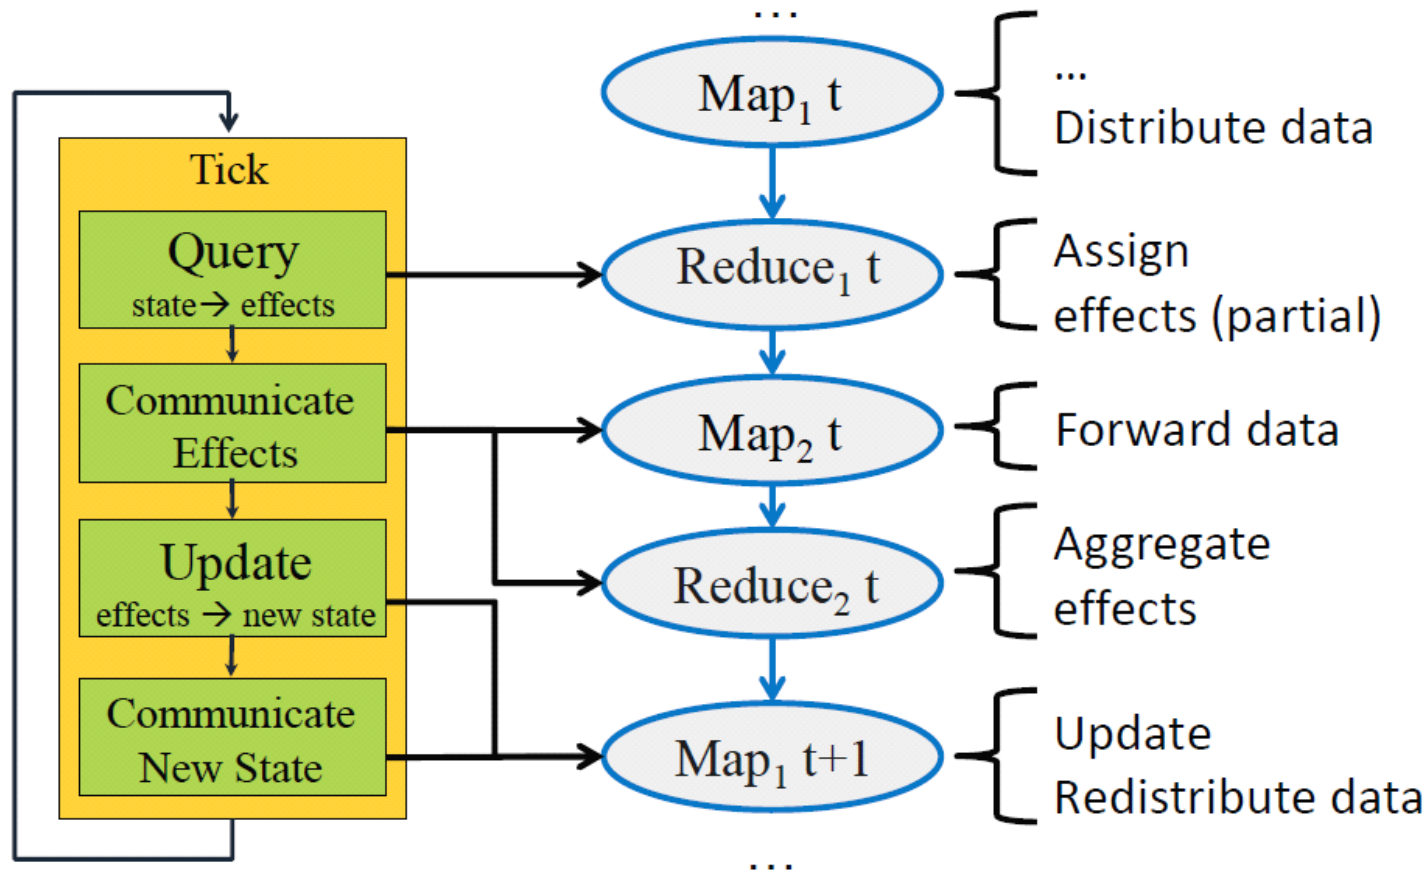 Tick
Query
state→ effects
Communicate
Effects
Update
effects → new state
Communicate
New State
...
Map₁ t
Reduce₁ t
Map₂ t
Reduce₂ t
Map₁ t+1
...
...
Distribute data
Assign
effects (partial)
Forward data
Aggregate
effects
Update
Redistribute data